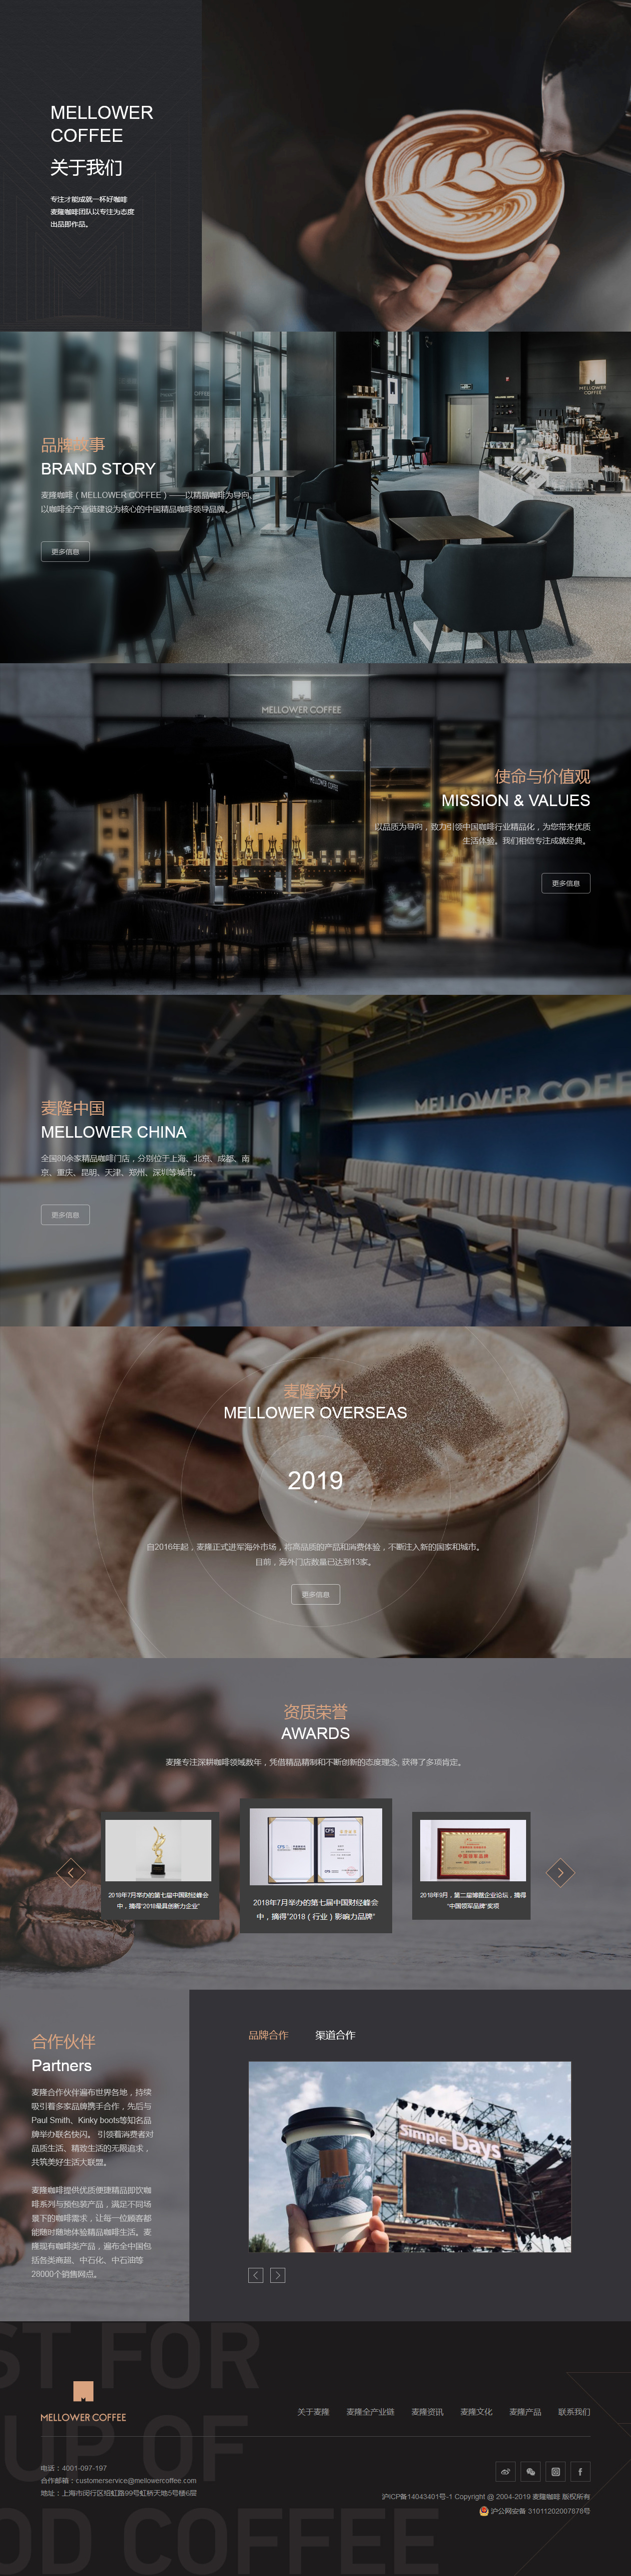 MELLOWER
COFFEE
关于我们
专注才能成就一杯好咖啡
麦隆咖啡团队以专注为态度
出品即作品。
MELLOWER
COFFEE
品牌故事
BRAND STORY
麦隆咖啡（MELLOWER COFFEE）——以精品咖啡为导向，
以咖啡全产业链建设为核心的中国精品咖啡领导品牌。
更多信息
MELLOWER COFFEE
使命与价值观
MISSION & VALUES
以品质为导向，致力引领中国咖啡行业精品化，为您带来优质
生活体验。我们相信专注成就经典。
更多信息
MELLOWER COFFEE
麦隆中国
MELLOWER CHINA
全国80余家精品咖啡门店，分别位于上海、北京、成都、南
京、重庆、昆明、天津、郑州、深圳等城市。
更多信息
麦隆海外
MELLOWER OVERSEAS
2019
自2016年起，麦隆正式进军海外市场，将高品质的产品和消费体验，不断注入新的国家和城市。
目前，海外门店数量已达到13家。
更多信息
资质荣誉
AWARDS
麦隆专注深耕咖啡领域数年，凭借精品精制和不断创新的态度理念, 获得了多项肯定。
2018年7月举办的第七届中国财经峰会
中，摘得“2018最具创新力企业”
2018年7月举办的第七届中国财经峰会
中，摘得“2018（行业）影响力品牌”
“中国领军品牌”奖项
合作伙伴
Partners
麦隆合作伙伴遍布世界各地，持续
吸引着多家品牌携手合作，先后与
Paul Smith、Kinky boots等知名品
牌举办联名快闪。 引领着消费者对
品质生活、精致生活的无限追求，
共筑美好生活大联盟。
麦隆咖啡提供优质便捷精品即饮咖
啡系列与预包装产品，满足不同场
景下的咖啡需求，让每一位顾客都
能随时随地体验精品咖啡生活。麦
隆现有咖啡类产品，遍布全中国包
括各类商超、中石化、中石油等
28000个销售网点。
品牌合作
渠道合作
Simple Days
ST FOR
UP OF
OD COFFEE
MELLOWER COFFEE
关于麦隆 麦隆全产业链 麦隆资讯 麦隆文化 麦隆产品 联系我们
电话：4001-097-197
合作邮箱：customerservice@mellowercoffee.com
地址：上海市闵行区绍虹路99号虹桥天地5号楼6层
沪ICP备14043401号-1 Copyright @ 2004-2019 麦隆咖啡 版权所有
沪公网安备 31011202007876号